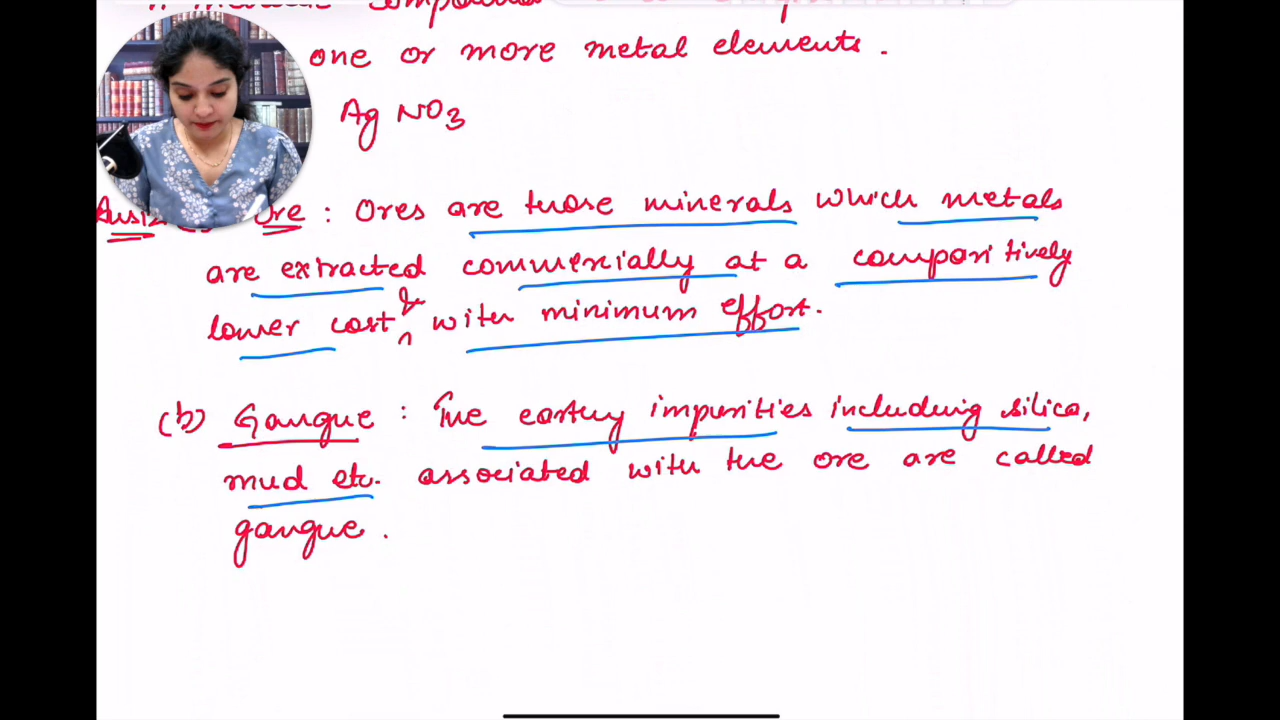 one or more metal elements.
Ag NO3
Ore : Ores are those minerals which metals
are extracted commercially at a comparitively
lower cost & with minimum effort.
(b) Gangue : The earthy impurities including silica,
mud etc. associated with the ore are called
gangue.